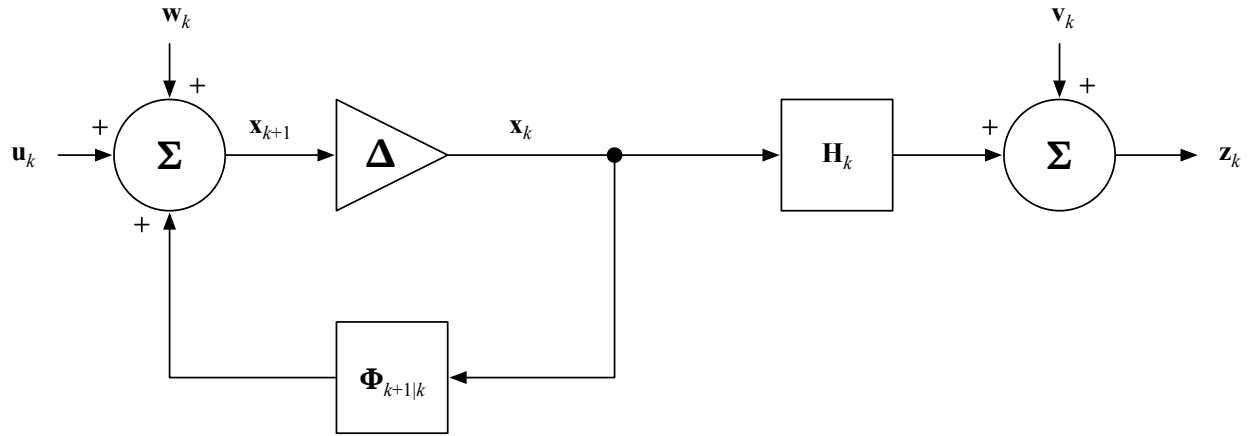 w_k
v_k
+
+
+
x_{k+1}
x_k
+
u_k
Σ
Δ
H_k
Σ
z_k
+
Φ_{k+1|k}